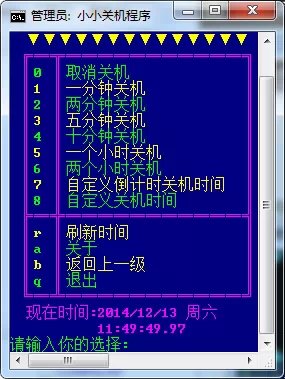 管理员: 小小关机程序
0 取消关机
1 一分钟关机
2 两分钟关机
3 五分钟关机
4 十分钟关机
5 一个小时关机
6 两个小时关机
7 自定义倒计时关机时间
8 自定义关机时间
r 刷新时间
a 关于
b 返回上一级
q 退出
现在时间:2014/12/13 周六
11:49:49.97
请输入你的选择: